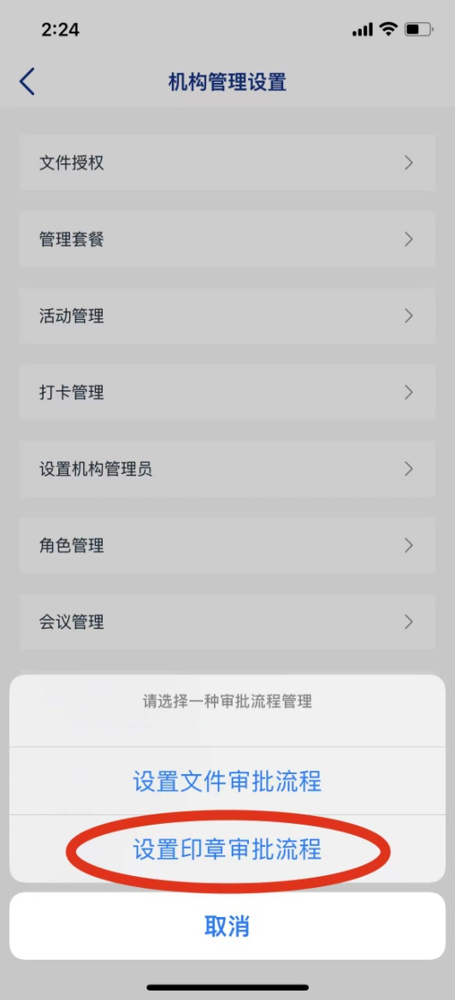 2:24
机构管理设置
文件授权
管理套餐
活动管理
打卡管理
设置机构管理员
角色管理
会议管理
请选择一种审批流程管理
设置文件审批流程
设置印章审批流程
取消